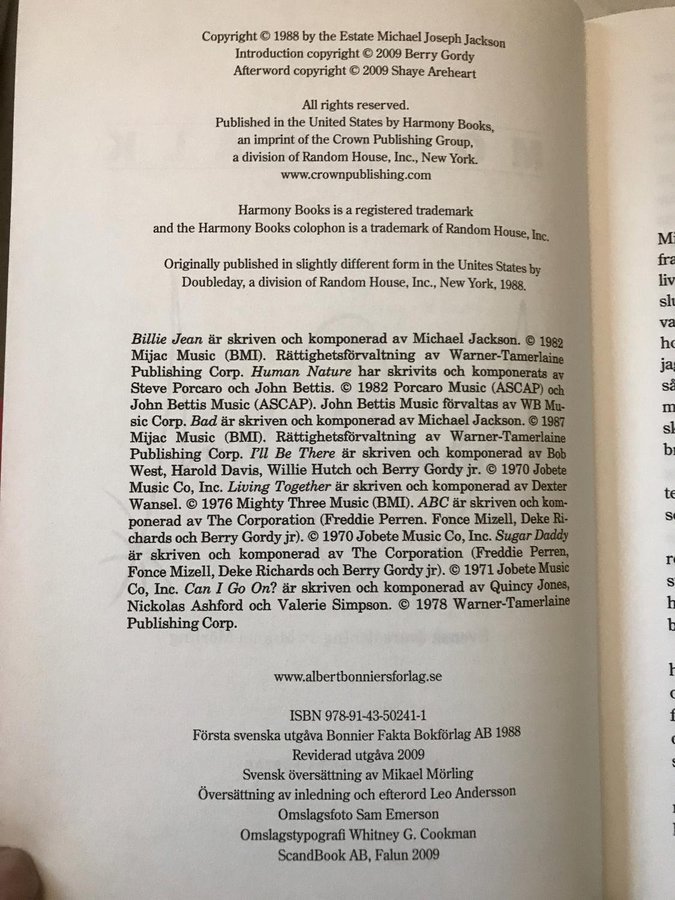 Copyright © 1988 by the Estate Michael Joseph Jackson
Introduction copyright © 2009 Berry Gordy
Afterword copyright © 2009 Shaye Areheart
All rights reserved.
Published in the United States by Harmony Books,
an imprint of the Crown Publishing Group,
a division of Random House, Inc., New York.
www.crownpublishing.com
Harmony Books is a registered trademark
and the Harmony Books colophon is a trademark of Random House, Inc.
Originally published in slightly different form in the Unites States by
Doubleday, a division of Random House, Inc., New York, 1988.
Billie Jean är skriven och komponerad av Michael Jackson. © 1982
Mijac Music (BMI). Rättighetsförvaltning av Warner-Tamerlaine
Publishing Corp. Human Nature har skrivits och komponerats av
Steve Porcaro och John Bettis. © 1982 Porcaro Music (ASCAP) och
John Bettis Music (ASCAP). John Bettis Music förvaltas av WB Mu-
sic Corp. Bad är skriven och komponerad av Michael Jackson. © 1987
Mijac Music (BMI). Rättighetsförvaltning av Warner-Tamerlaine
Publishing Corp. I'll Be There är skriven och komponerad av Bob
West, Harold Davis, Willie Hutch och Berry Gordy jr. © 1970 Jobete
Music Co, Inc. Living Together är skriven och komponerad av Dexter
Wansel. © 1976 Mighty Three Music (BMI). ABC är skriven och kom-
ponerad av The Corporation (Freddie Perren. Fonce Mizell, Deke Ri-
chards och Berry Gordy jr). © 1970 Jobete Music Co, Inc. Sugar Daddy
är skriven och komponerad av The Corporation (Freddie Perren,
Fonce Mizell, Deke Richards och Berry Gordy jr). © 1971 Jobete Music
Co, Inc. Can I Go On? är skriven och komponerad av Quincy Jones,
Nickolas Ashford och Valerie Simpson. © 1978 Warner-Tamerlaine
Publishing Corp.
www.albertbonniersforlag.se
ISBN 978-91-43-50241-1
Första svenska utgåva Bonnier Fakta Bokförlag AB 1988
Reviderad utgåva 2009
Svensk översättning av Mikael Mörling
Översättning av inledning och efterord Leo Andersson
Omslagsfoto Sam Emerson
Omslagstypografi Whitney G. Cookman
ScandBook AB, Falun 2009